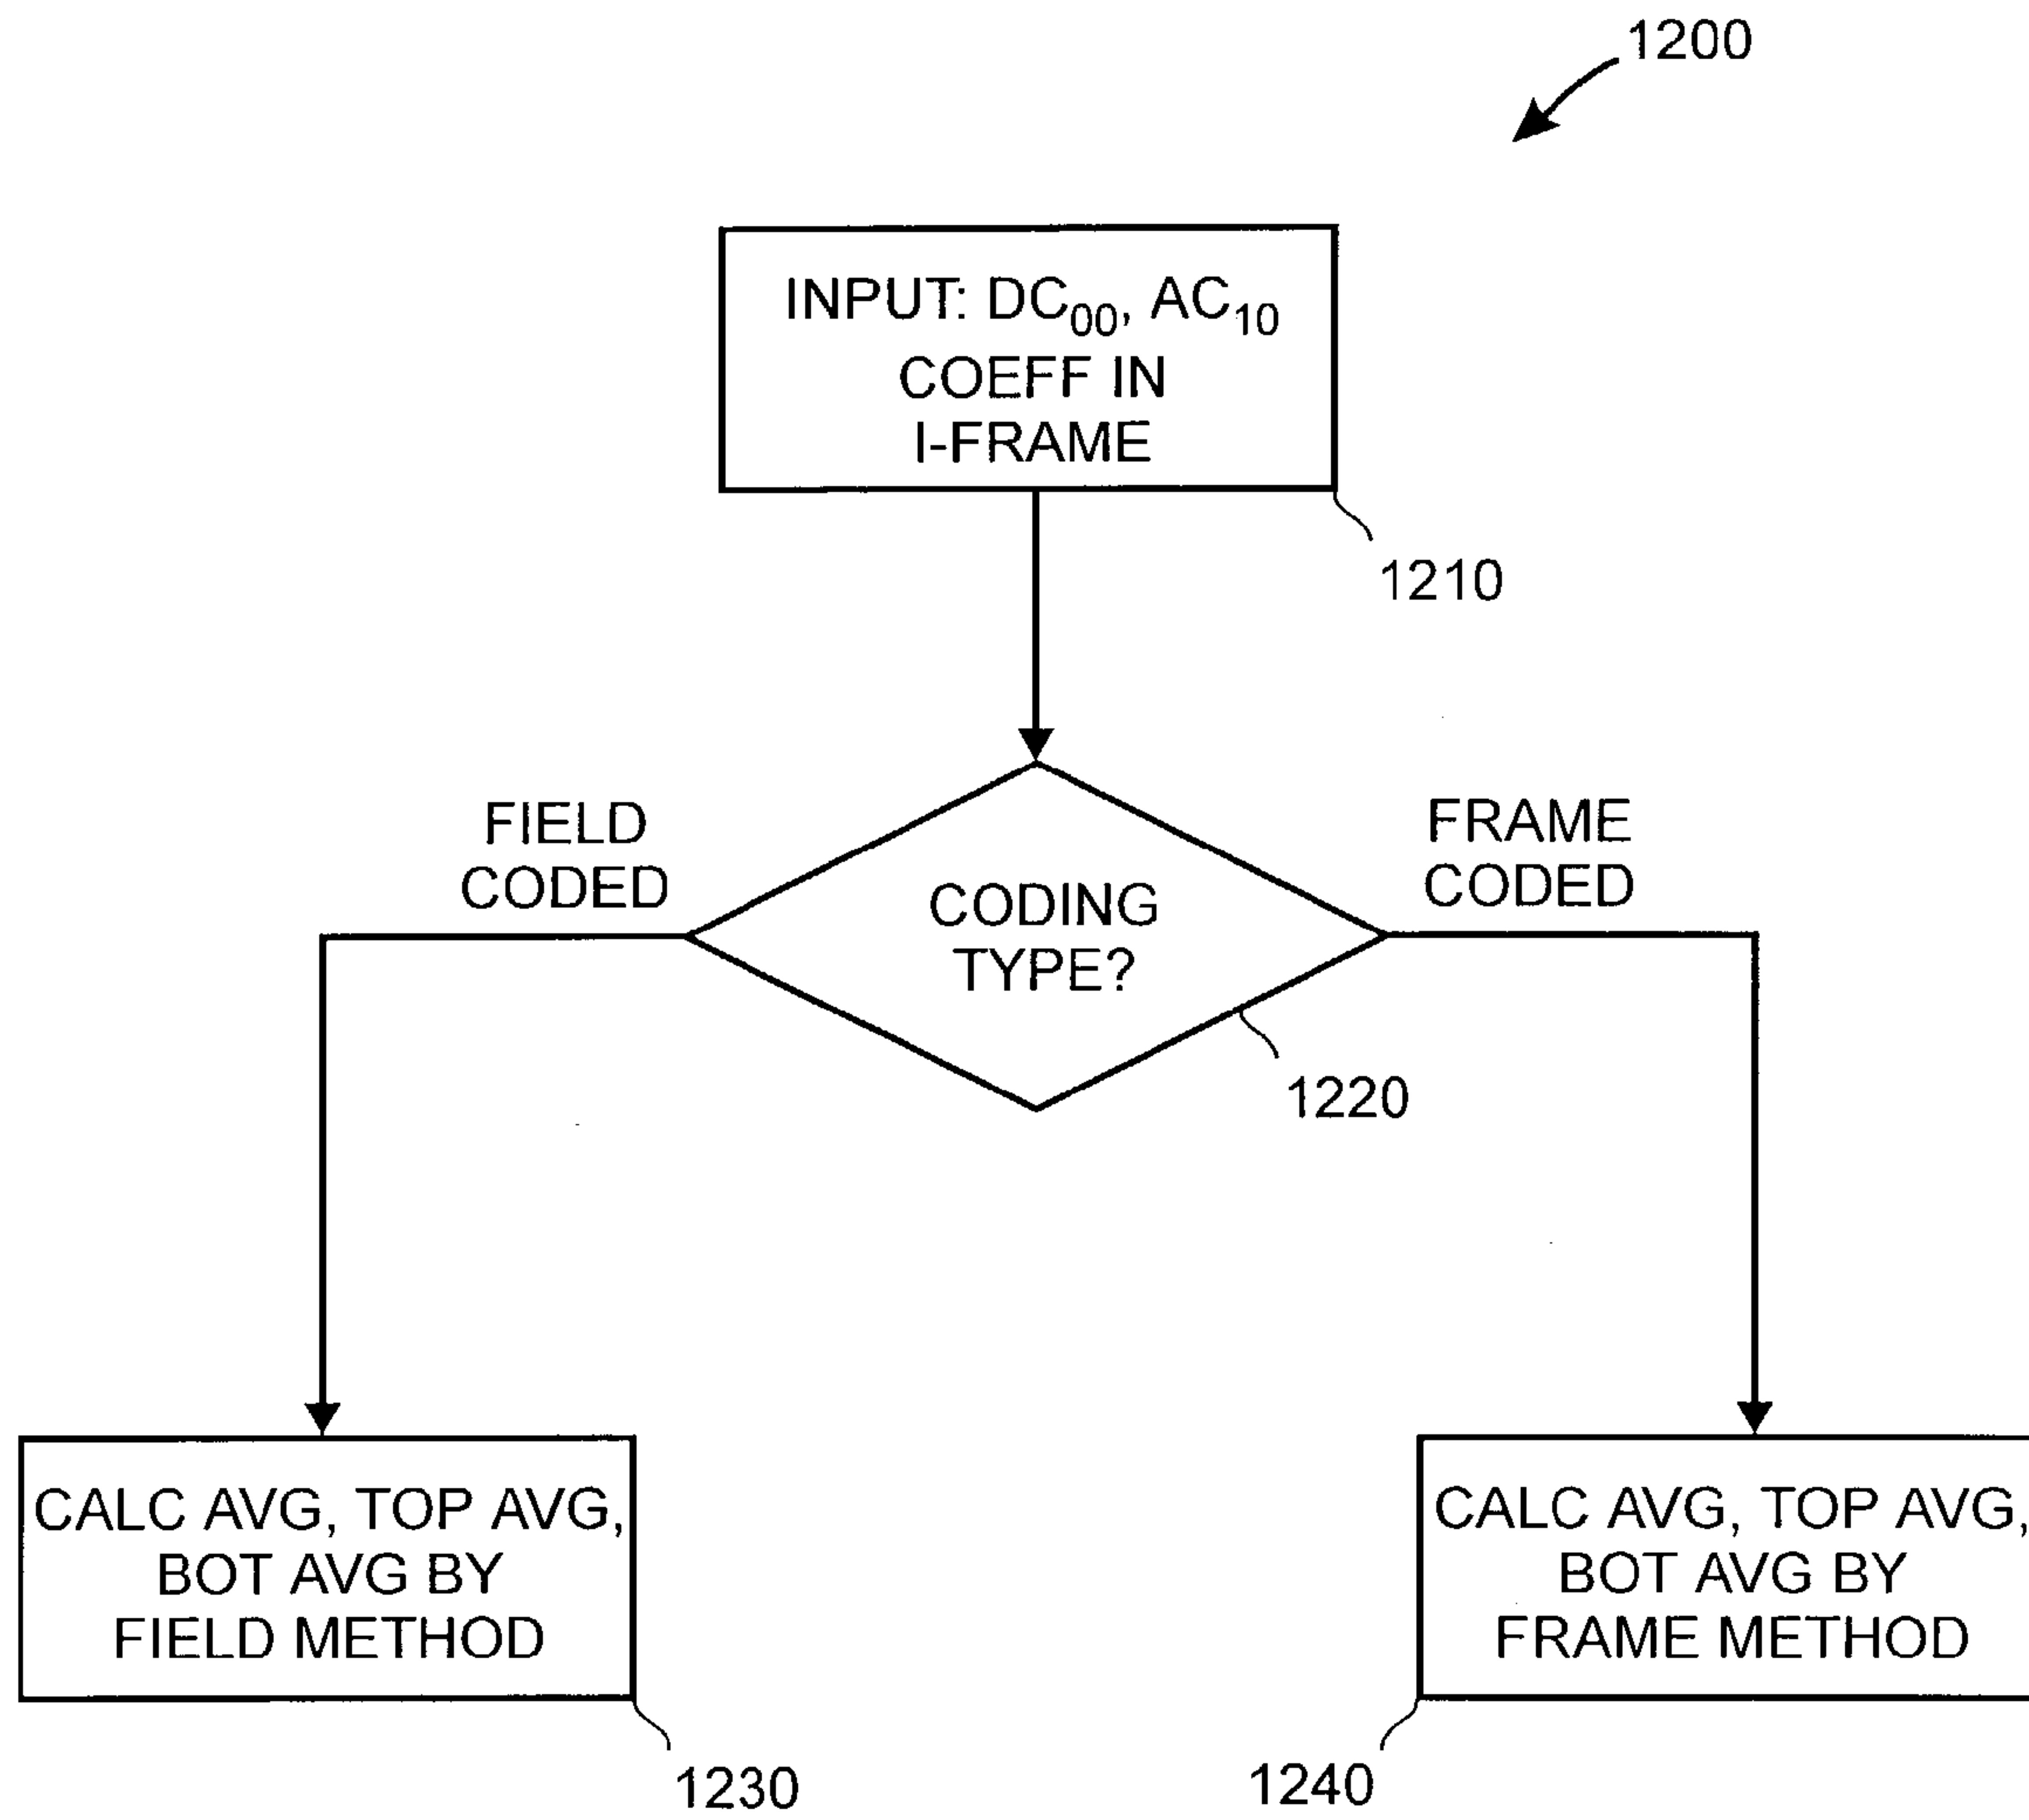 1200
INPUT: DC₀₀, AC₁₀
COEFF IN
I-FRAME
1210
FIELD
CODED
FRAME
CODED
CODING
TYPE?
1220
CALC AVG, TOP AVG,
BOT AVG BY
FIELD METHOD
1230
CALC AVG, TOP AVG,
BOT AVG BY
FRAME METHOD
1240